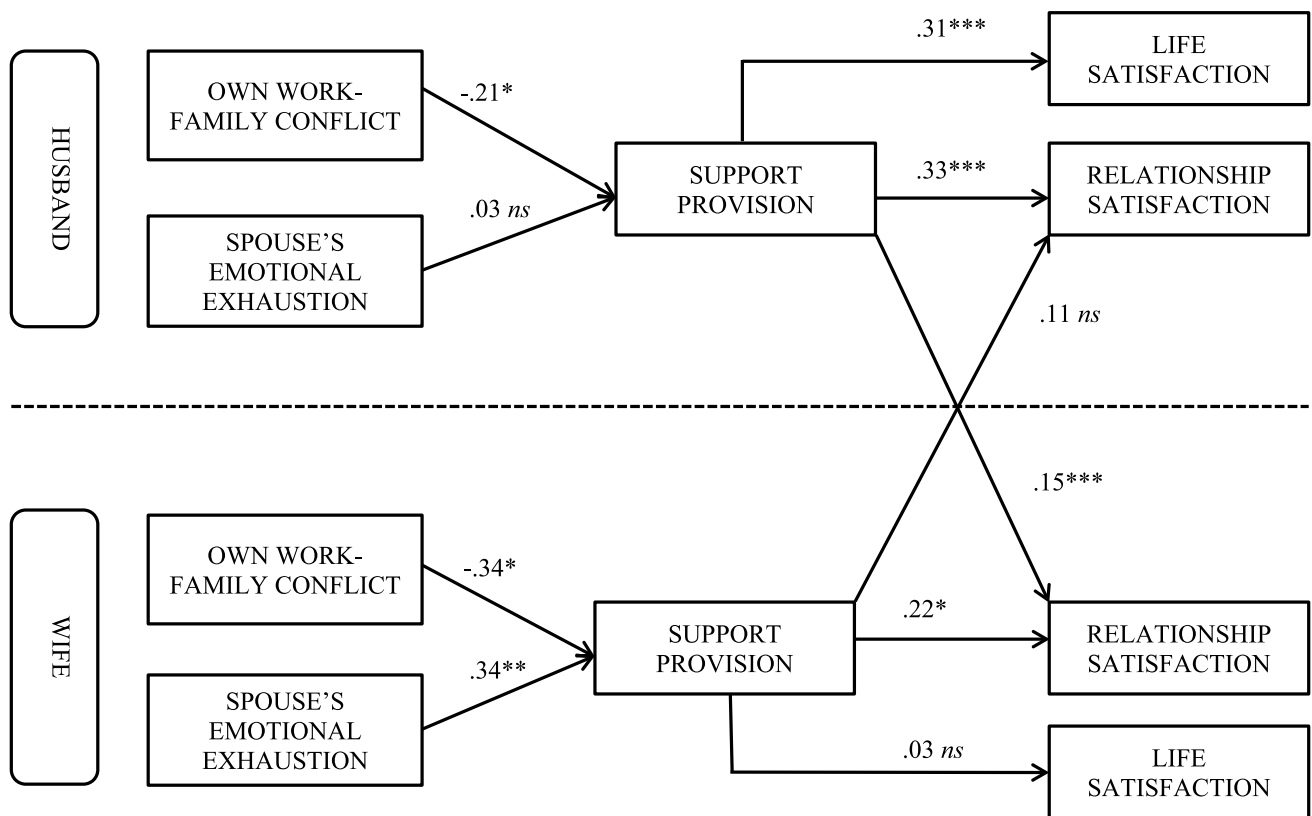 HUSBAND
OWN WORK-
FAMILY CONFLICT
SPOUSE’S
EMOTIONAL
EXHAUSTION
-.21*
.03 ns
SUPPORT
PROVISION
.31***
.33***
LIFE
SATISFACTION
RELATIONSHIP
SATISFACTION
.11 ns
.15***
WIFE
OWN WORK-
FAMILY CONFLICT
SPOUSE’S
EMOTIONAL
EXHAUSTION
-.34*
.34**
SUPPORT
PROVISION
.22*
.03 ns
RELATIONSHIP
SATISFACTION
LIFE
SATISFACTION